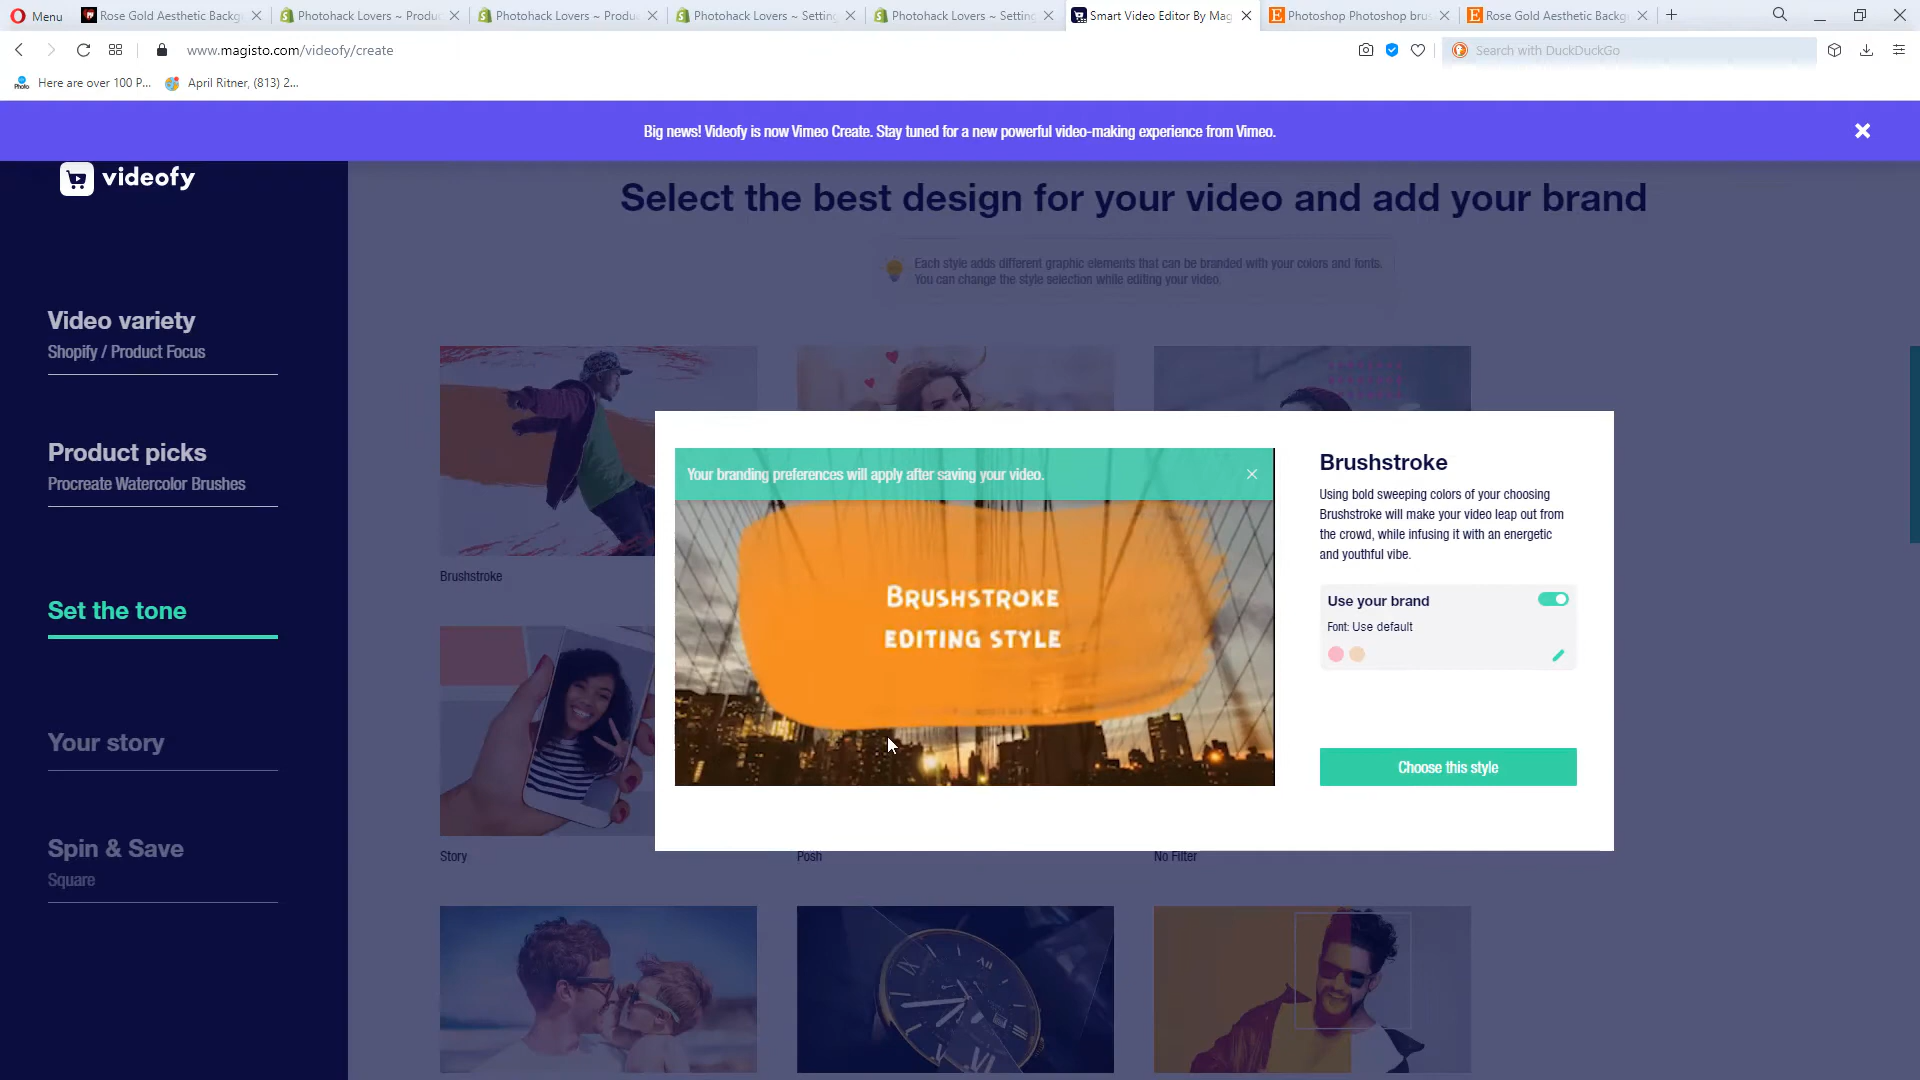 Menu
Rose Gold Aesthetic Backg
Photohack Lovers ~ Produc
Photohack Lovers ~ Produ
Photohack Lovers ~ Setting
Photohack Lovers ~ Setting
Smart Video Editor By Mag
Photoshop Photoshop brus
Rose Gold Aesthetic Backg
www.magisto.com/videofy/create
Search with DuckDuckGo
Here are over 100 P...
April Ritner, (813) 2...
Big news! Videofy is now Vimeo Create. Stay tuned for a new powerful video-making experience from Vimeo.
videofy
Select the best design for your video and add your brand
Each style adds different graphic elements that can be branded with your colors and fonts.
You can change the style selection while editing your video.
Video variety
Shopify / Product Focus
Product picks
Procreate Watercolor Brushes
Set the tone
Your story
Spin & Save
Square
Brushstroke
Story
Posh
No Filter
Your branding preferences will apply after saving your video.
BRUSHSTROKE
EDITING STYLE
Brushstroke
Using bold sweeping colors of your choosing
Brushstroke will make your video leap out from
the crowd, while infusing it with an energetic
and youthful vibe.
Use your brand
Font: Use default
Choose this style